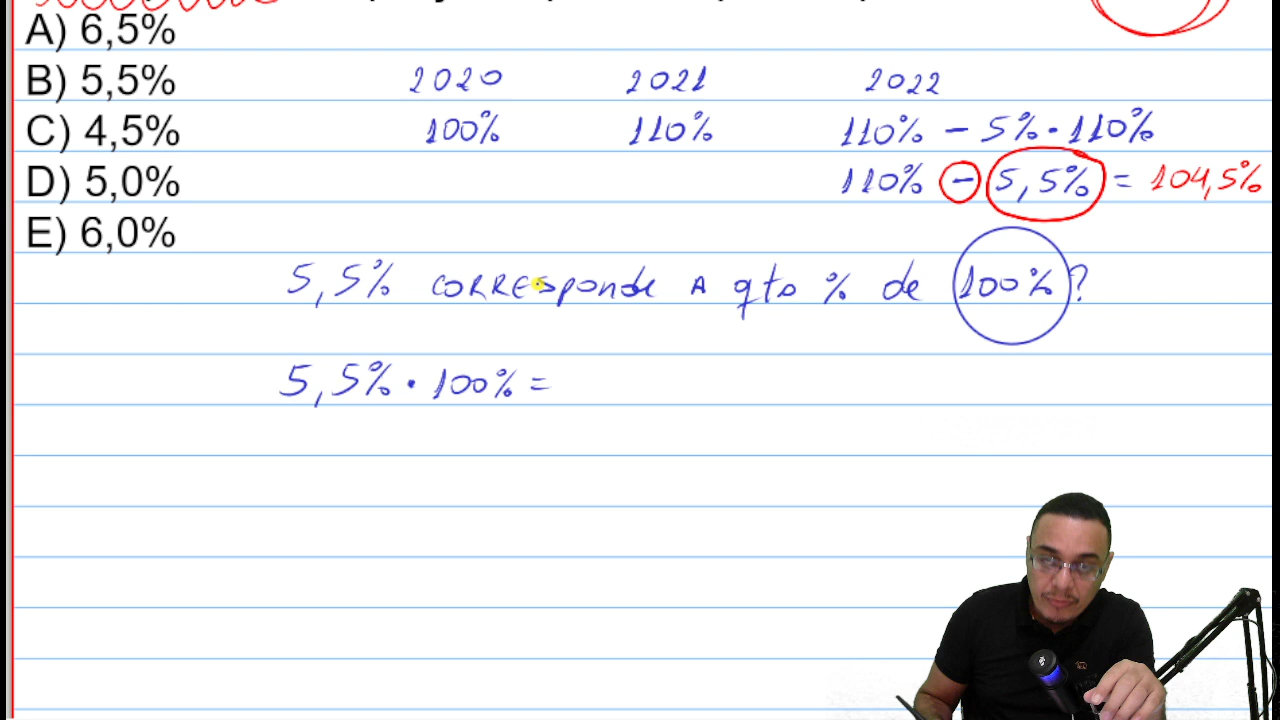 A) 6,5%
B) 5,5%
2020 2021 2022
C) 4,5%
100% 110% 110% - 5% · 110%
D) 5,0%
110% - 5,5% = 104,5%
E) 6,0%
5,5% CORRESPONDE A qto % de 100%?
5,5% · 100% =